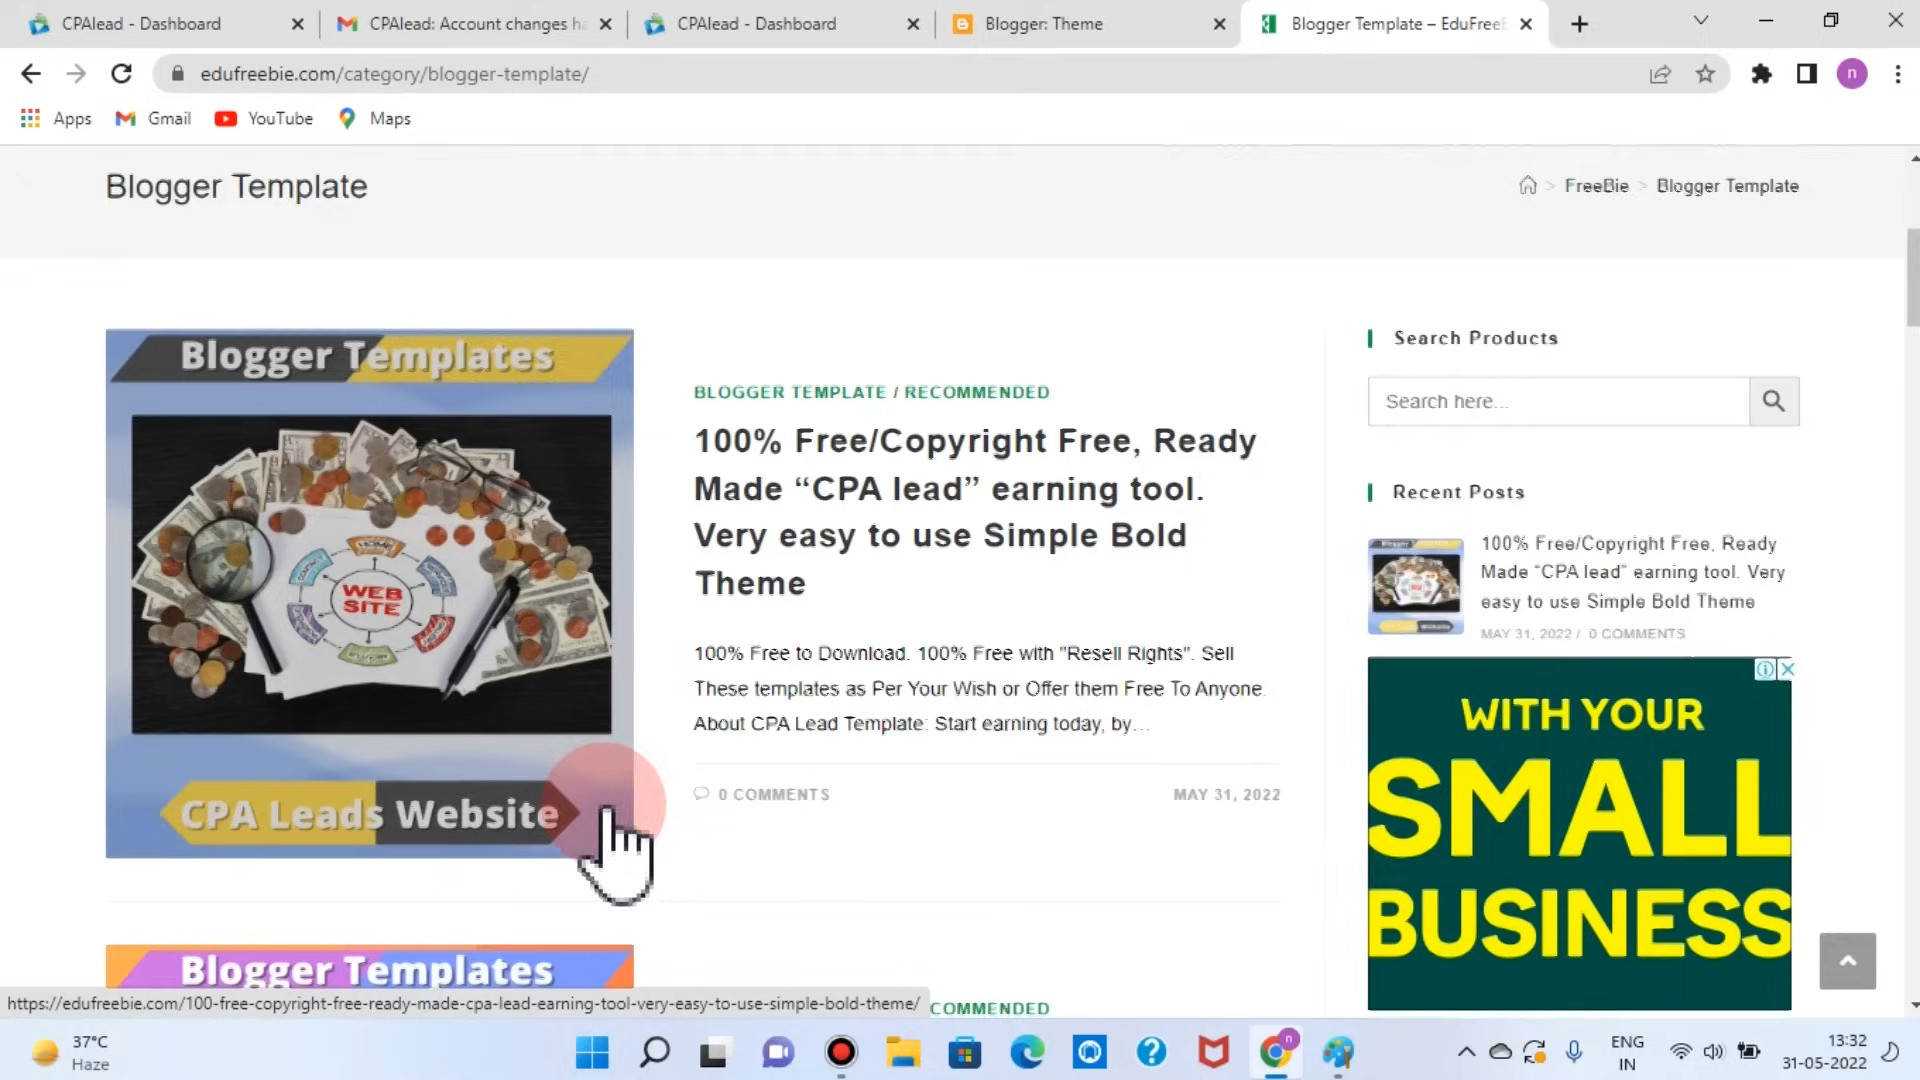 CPAlead - Dashboard
CPAlead: Account changes ha
CPAlead - Dashboard
Blogger: Theme
Blogger Template – EduFreeB
edufreebie.com/category/blogger-template/
n
Apps
Gmail
YouTube
Maps
Blogger Template
> FreeBie > Blogger Template
Blogger Templates
WEB
SITE
HOME
CPA Leads Website
BLOGGER TEMPLATE / RECOMMENDED
100% Free/Copyright Free, Ready
Made “CPA lead” earning tool.
Very easy to use Simple Bold
Theme
100% Free to Download. 100% Free with "Resell Rights". Sell
These templates as Per Your Wish or Offer them Free To Anyone.
About CPA Lead Template: Start earning today, by…
0 COMMENTS
MAY 31, 2022
Search Products
Search here...
Recent Posts
100% Free/Copyright Free, Ready
Made “CPA lead” earning tool. Very
easy to use Simple Bold Theme
MAY 31, 2022 / 0 COMMENTS
WITH YOUR
SMALL
BUSINESS
Blogger Templates
COMMENDED
https://edufreebie.com/100-free-copyright-free-ready-made-cpa-lead-earning-tool-very-easy-to-use-simple-bold-theme/
37°C
Haze
n
ENG
IN
13:32
31-05-2022